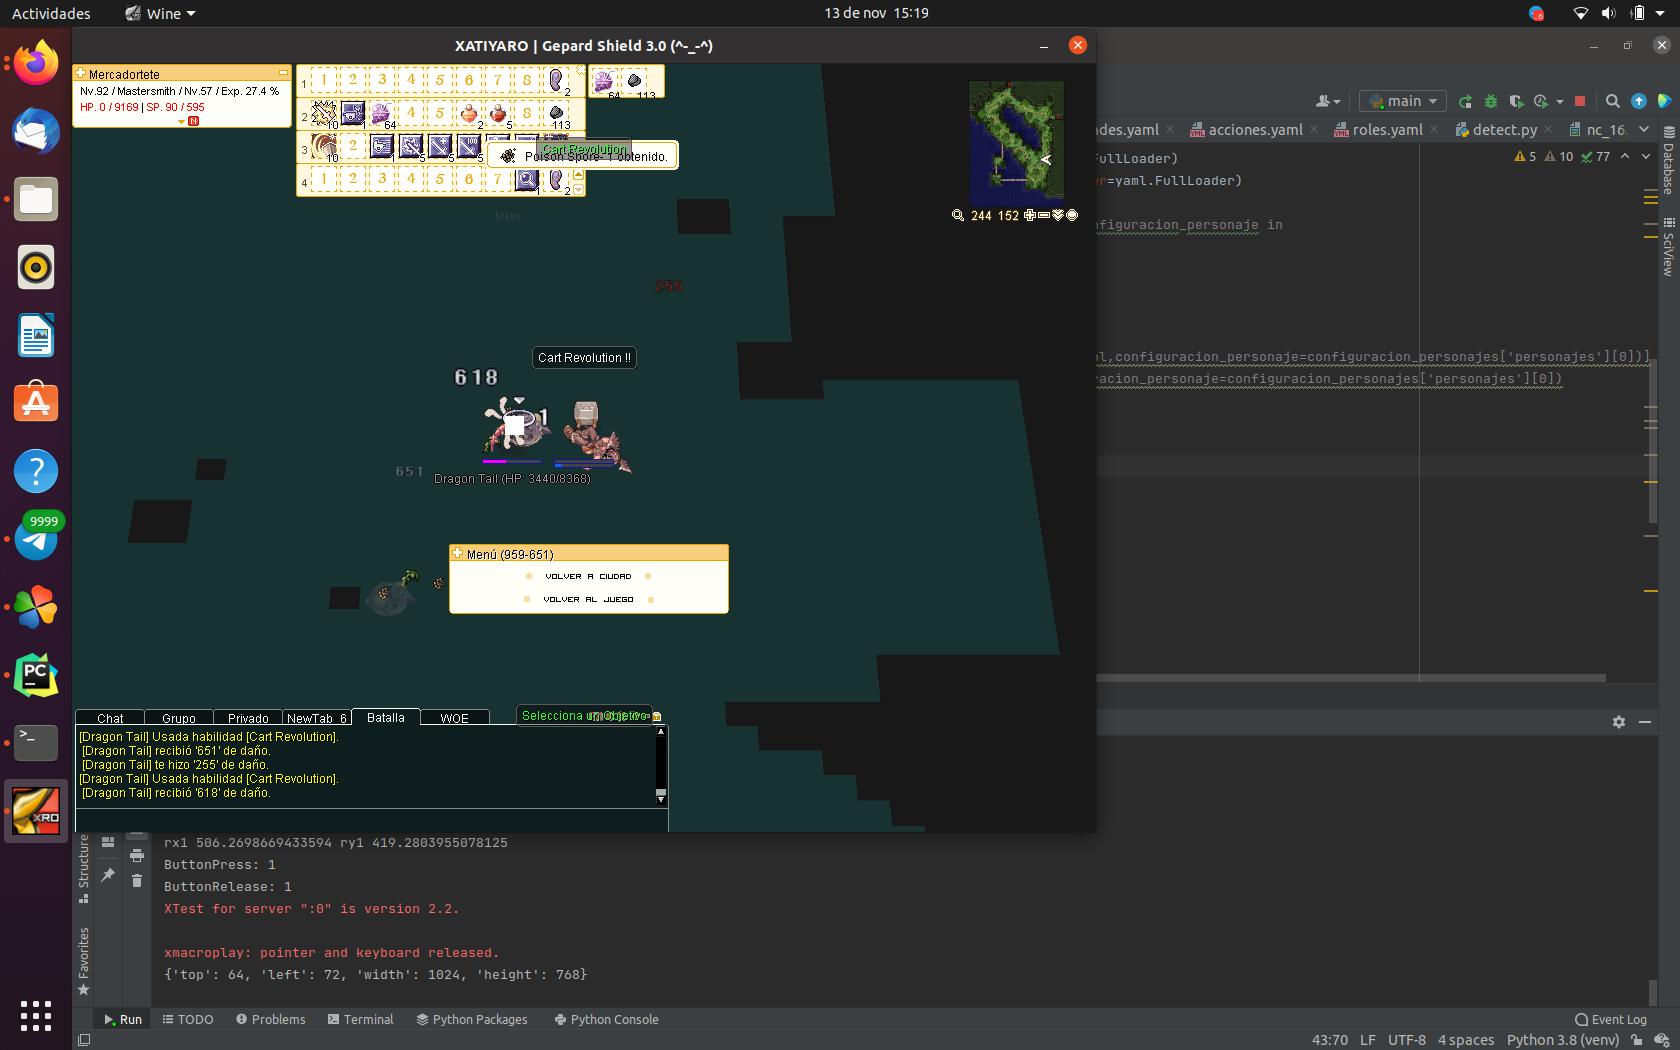 Actividades
Wine
13 de nov 15:19
XATIYARO | Gepard Shield 3.0 (^-_-^)
Mercadortete
Nv.92 / Mastersmith / Nv.57 / Exp. 27.4 %
HP. 0 / 9169 | SP. 90 / 595
N
1 1 2 3 4 5 6 7 8 2
64 113
2 10 1 64 4 5 2 5 8 113
3 10 2 1 5 5 5
Cart Revolution
Poison Spore- 1 obtenido.
4 1 2 3 4 5 6 7 1 2
Miss
244 152
255
Cart Revolution !!
618
1
651
Dragon Tail (HP: 3440/8368)
Menú (959-651)
VOLVER A CIUDAD
VOLVER AL JUEGO
Chat
Grupo
Privado
NewTab_6
Batalla
WOE
[Dragon Tail] Usada habilidad [Cart Revolution].
[Dragon Tail] recibió '651' de daño.
[Dragon Tail] te hizo '255' de daño.
[Dragon Tail] Usada habilidad [Cart Revolution].
[Dragon Tail] recibió '618' de daño.
main
ades.yaml
acciones.yaml
roles.yaml
detect.py
nc_16.
FullLoader)
5 10 77
er=yaml.FullLoader)
figuracion_personaje in
al,configuracion_personaje=configuracion_personajes['personajes'][0])]
racion_personaje=configuracion_personajes['personajes'][0])
Database
SciView
9999
PC
XRO
Structure
Favorites
rx1 506.2698669433594 ry1 419.2803955078125
ButtonPress: 1
ButtonRelease: 1
XTest for server ":0" is version 2.2.
xmacroplay: pointer and keyboard released.
{'top': 64, 'left': 72, 'width': 1024, 'height': 768}
Run
TODO
Problems
Terminal
Python Packages
Python Console
Event Log
43:70 LF UTF-8 4 spaces Python 3.8 (venv)